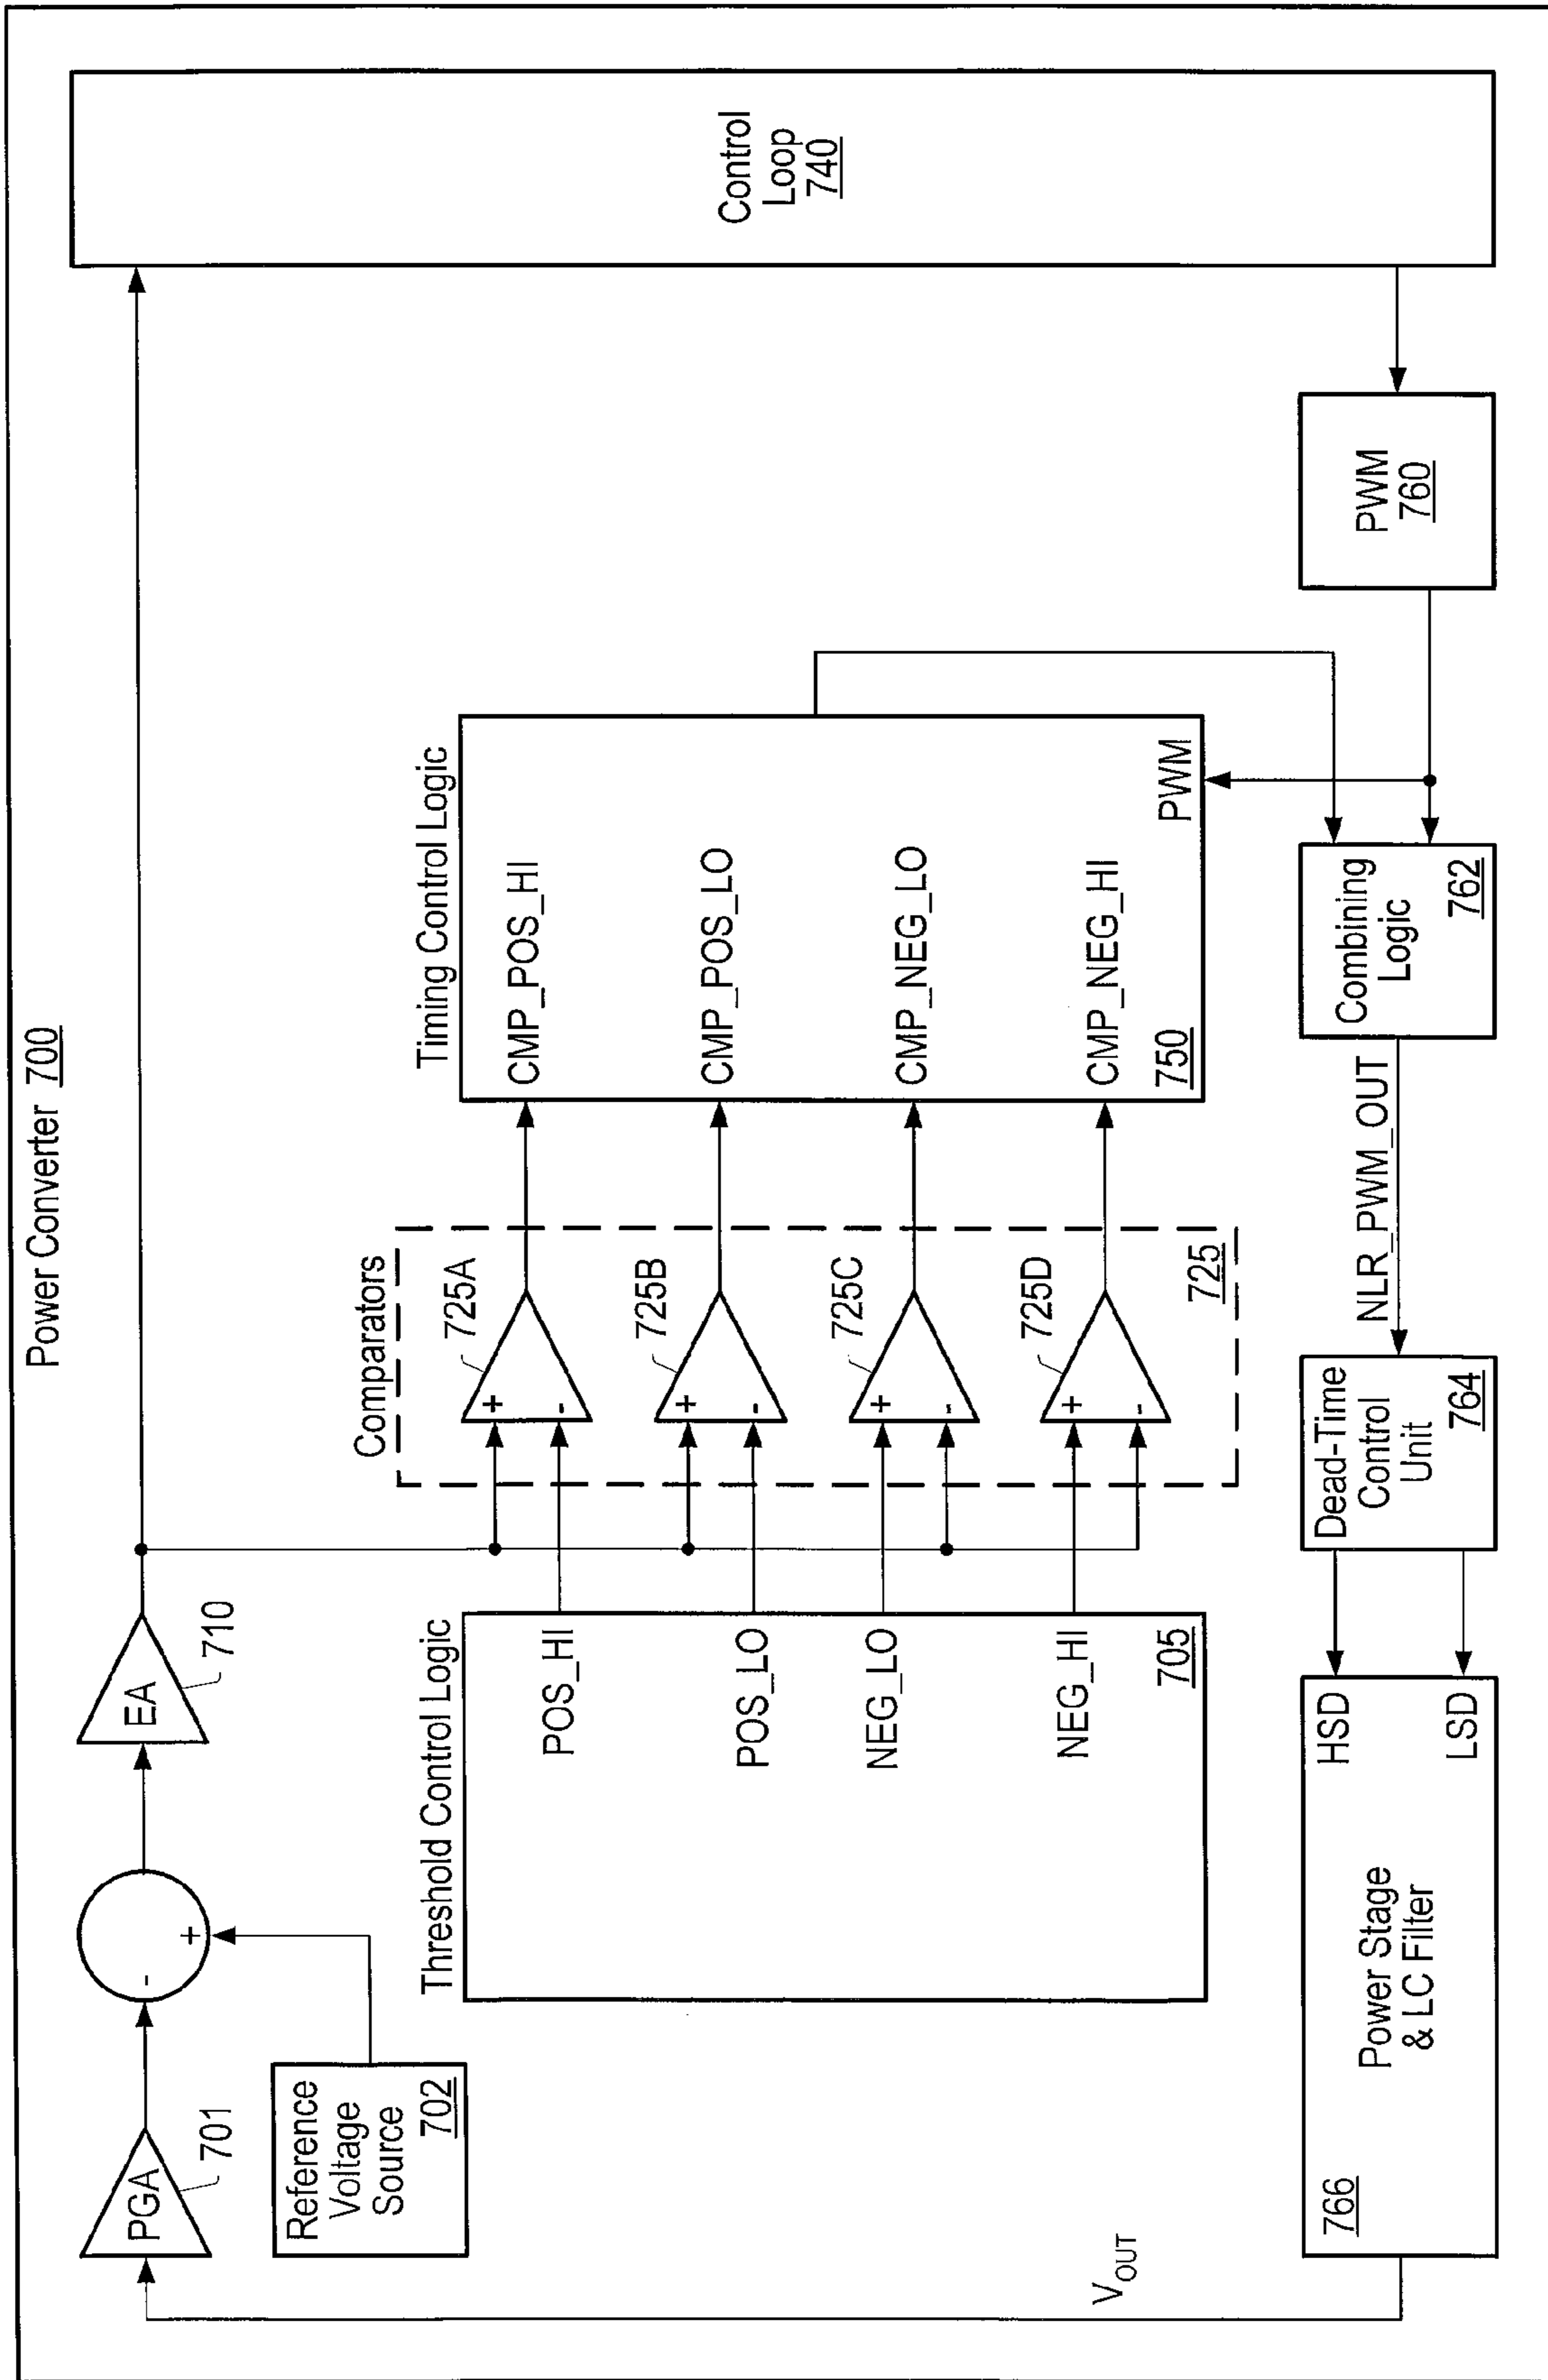 Power Converter 700
PGA
701
Reference
Voltage
Source
702
-
+
EA
710
Control
Loop
740
Threshold Control Logic
POS_HI
POS_LO
NEG_LO
NEG_HI
705
Comparators
725A
+
-
725B
+
-
725C
+
-
725D
+
-
725
Timing Control Logic
CMP_POS_HI
CMP_POS_LO
CMP_NEG_LO
CMP_NEG_HI
750
PWM
VOUT
766
Power Stage
& LC Filter
HSD
LSD
Dead-Time
Control
Unit
764
NLR_PWM_OUT
Combining
Logic
762
PWM
760